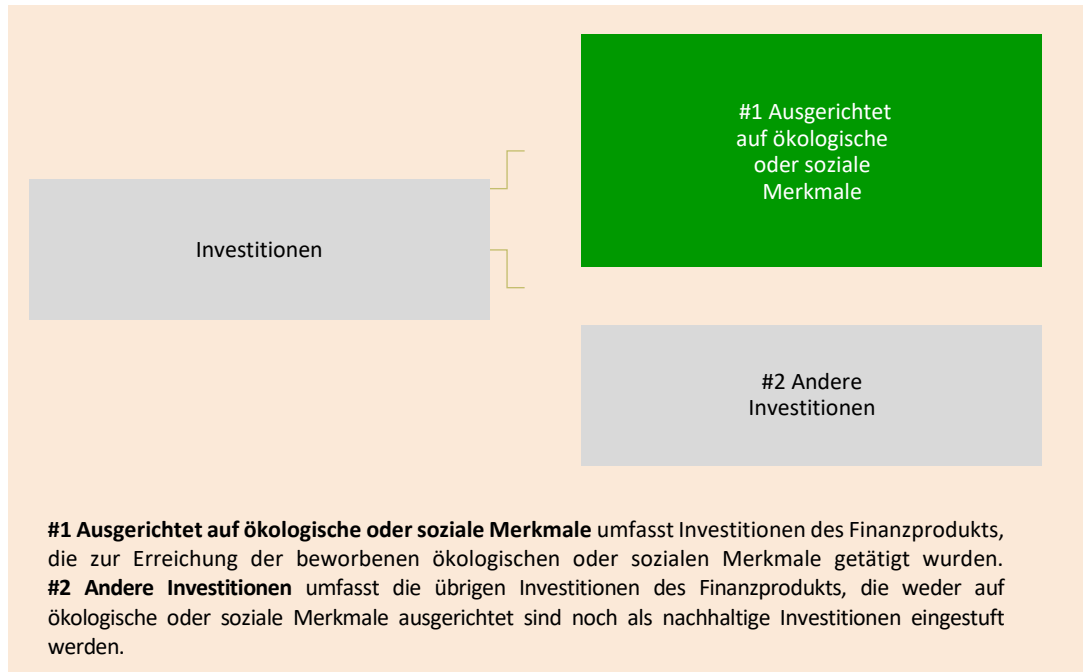 #1 Ausgerichtet
auf ökologische
oder soziale
Merkmale
Investitionen
#2 Andere
Investitionen
#1 Ausgerichtet auf ökologische oder soziale Merkmale umfasst Investitionen des Finanzprodukts,
die zur Erreichung der beworbenen ökologischen oder sozialen Merkmale getätigt wurden.
#2 Andere Investitionen umfasst die übrigen Investitionen des Finanzprodukts, die weder auf
ökologische oder soziale Merkmale ausgerichtet sind noch als nachhaltige Investitionen eingestuft
werden.